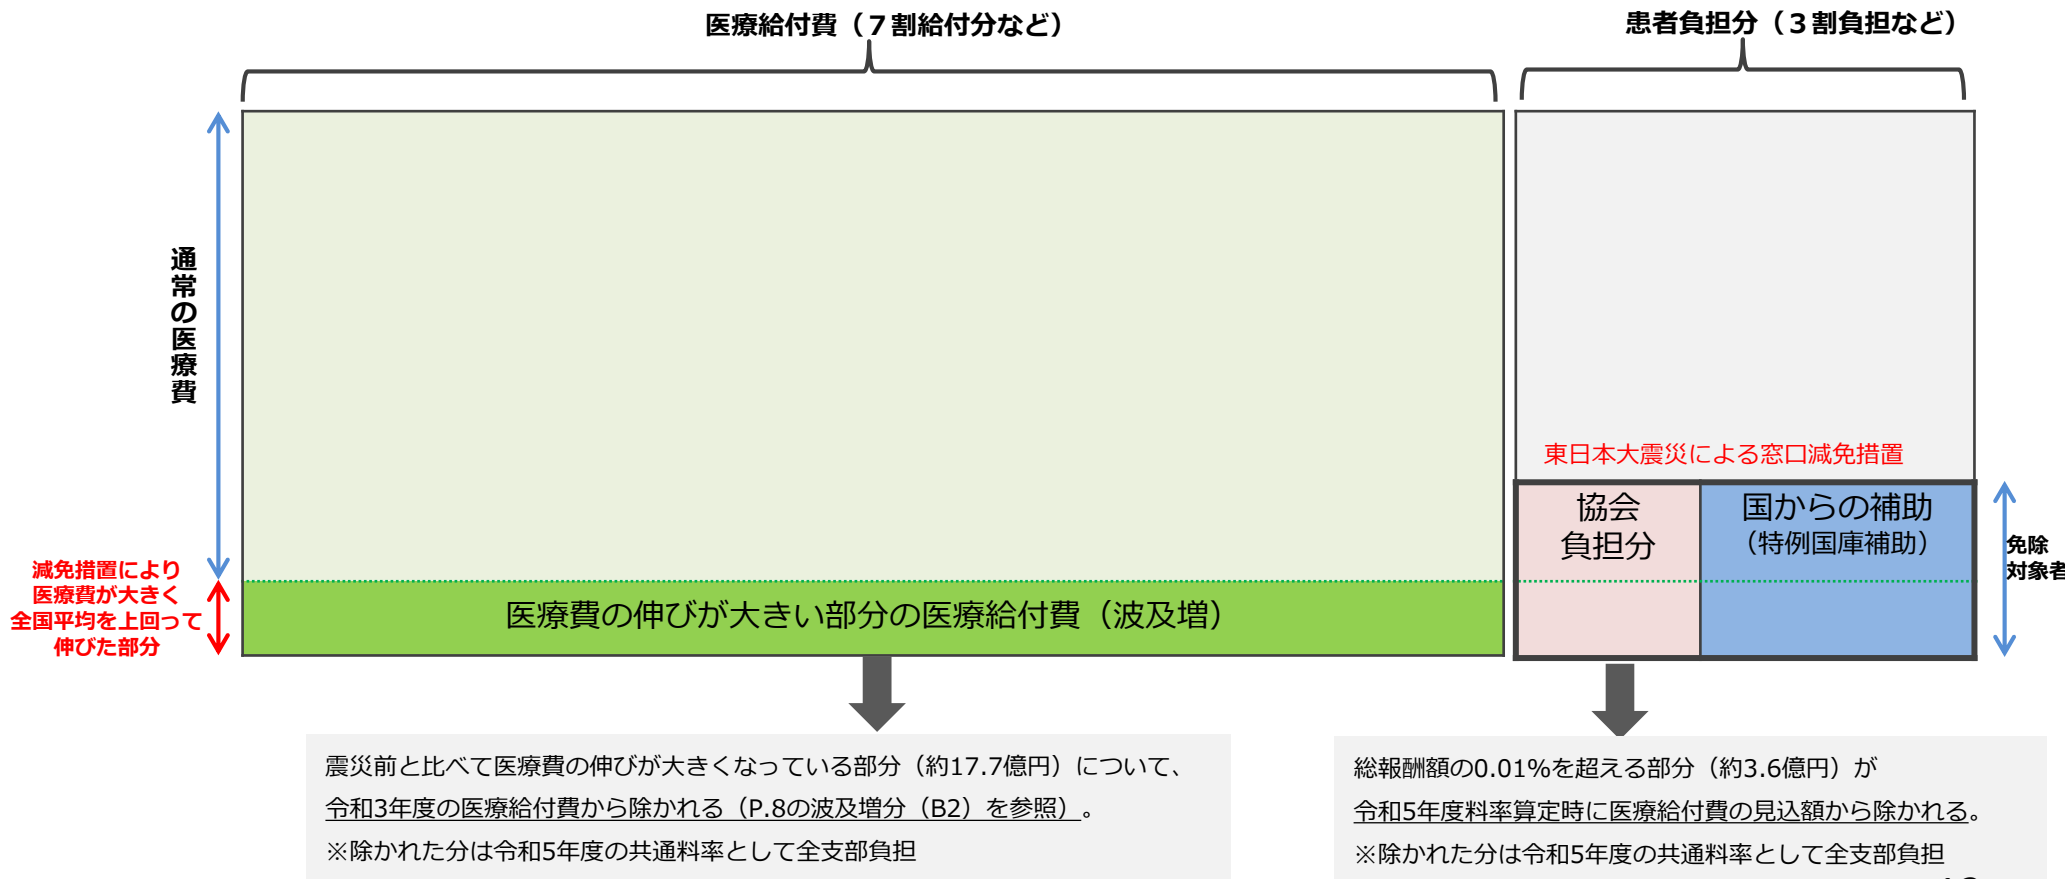 医療給付費（７割給付分など）
患者負担分（３割負担など）
通常の医療費
東日本大震災による窓口減免措置
協会
負担分
国からの補助
（特例国庫補助）
免除
対象者
減免措置により
医療費が大きく
全国平均を上回って
伸びた部分
医療費の伸びが大きい部分の医療給付費（波及増）
震災前と比べて医療費の伸びが大きくなっている部分（約17.7億円）について、
令和3年度の医療給付費から除かれる（P.8の波及増分（B2）を参照）。
※除かれた分は令和5年度の共通料率として全支部負担
総報酬額の0.01%を超える部分（約3.6億円）が
令和5年度料率算定時に医療給付費の見込額から除かれる。
※除かれた分は令和5年度の共通料率として全支部負担